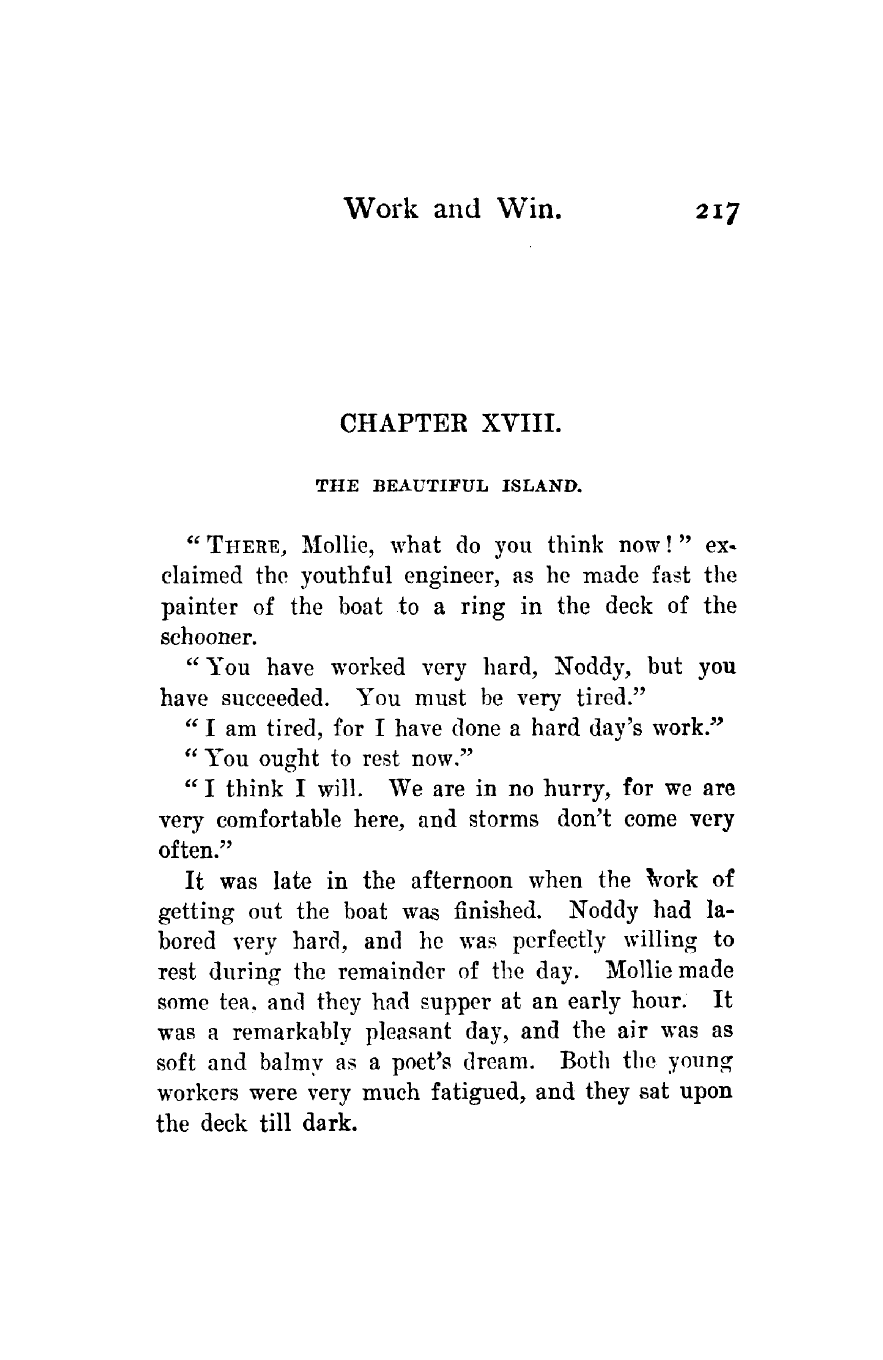 Work and Win. 217
CHAPTER XVIII.
THE BEAUTIFUL ISLAND.
“ THERE, Mollie, what do you think now! ” ex-
claimed the youthful engineer, as he made fast the
painter of the boat to a ring in the deck of the
schooner.
“ You have worked very hard, Noddy, but you
have succeeded. You must be very tired.”
“ I am tired, for I have done a hard day’s work.”
“ You ought to rest now.”
“ I think I will. We are in no hurry, for we are
very comfortable here, and storms don’t come very
often.”
It was late in the afternoon when the work of
getting out the boat was finished. Noddy had la-
bored very hard, and he was perfectly willing to
rest during the remainder of the day. Mollie made
some tea, and they had supper at an early hour. It
was a remarkably pleasant day, and the air was as
soft and balmy as a poet’s dream. Both the young
workers were very much fatigued, and they sat upon
the deck till dark.